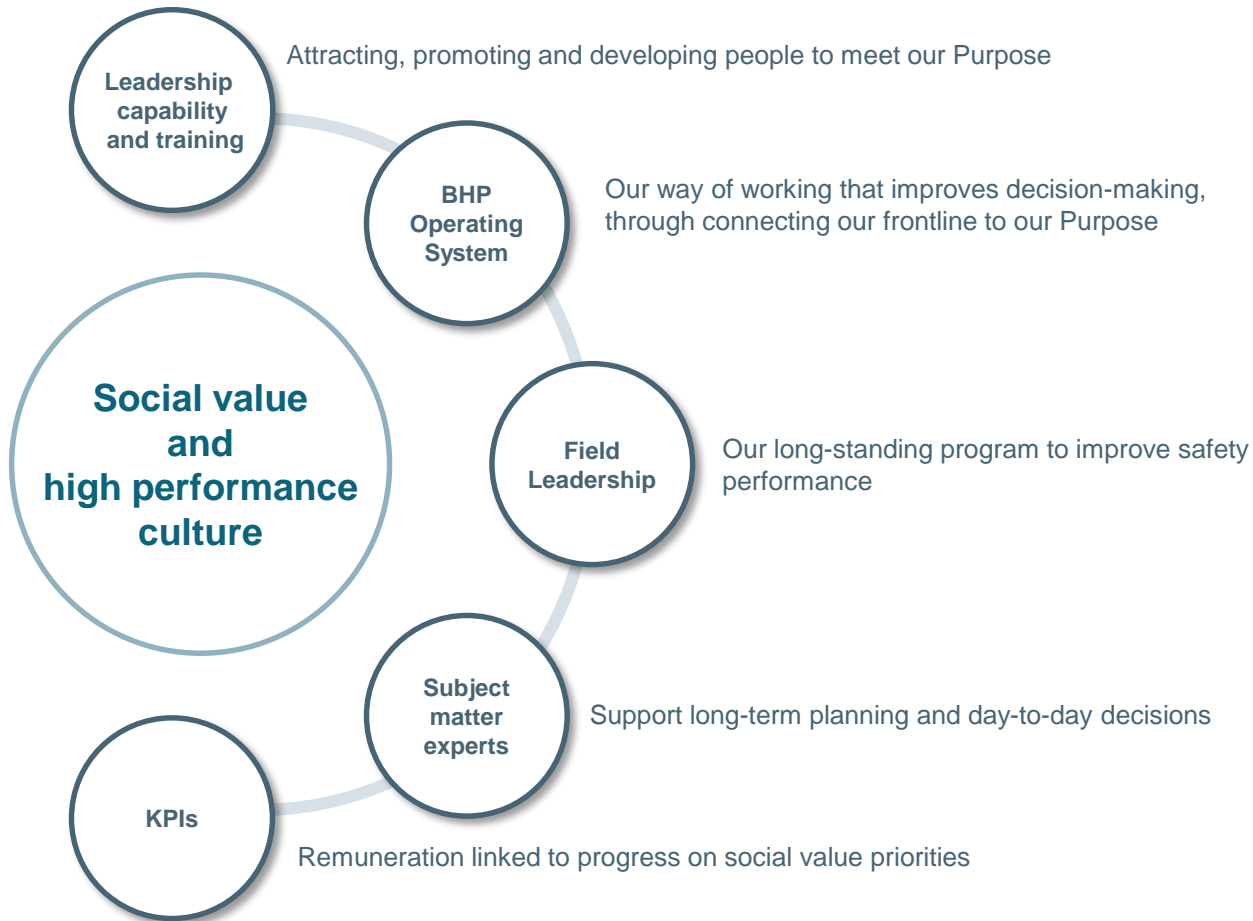 Leadership
capability
and training
Attracting, promoting and developing people to meet our Purpose
BHP
Operating
System
Our way of working that improves decision-making,
through connecting our frontline to our Purpose
Social value
and
high performance
culture
Field
Leadership
Our long-standing program to improve safety
performance
Subject
matter
experts
Support long-term planning and day-to-day decisions
KPIs
Remuneration linked to progress on social value priorities